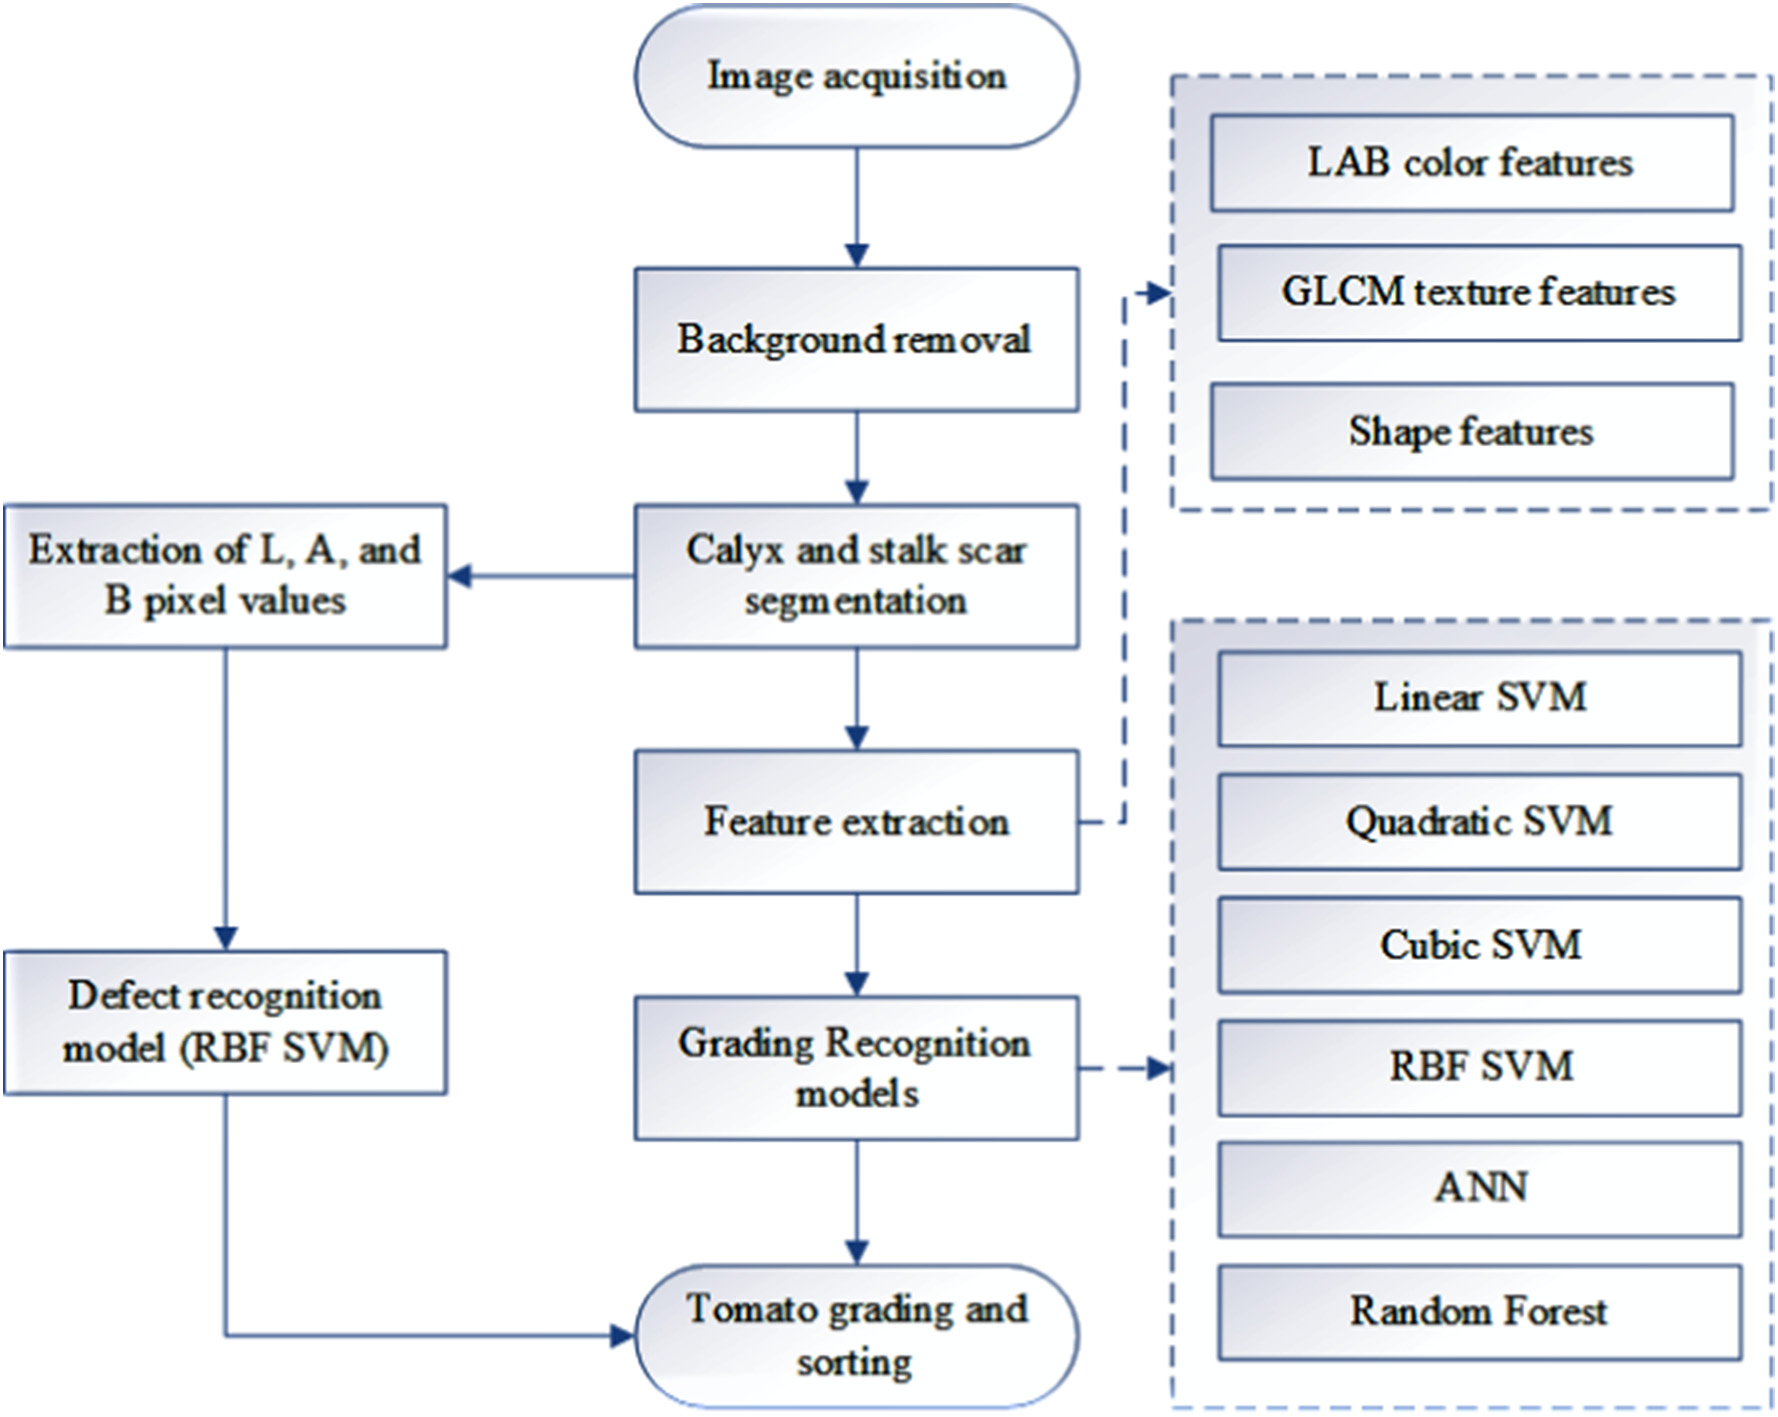 Image acquisition
Background removal
Calyx and stalk scar
segmentation
Extraction of L, A, and
B pixel values
Defect recognition
model (RBF SVM)
Feature extraction
Grading Recognition
models
Tomato grading and
sorting
LAB color features
GLCM texture features
Shape features
Linear SVM
Quadratic SVM
Cubic SVM
RBF SVM
ANN
Random Forest